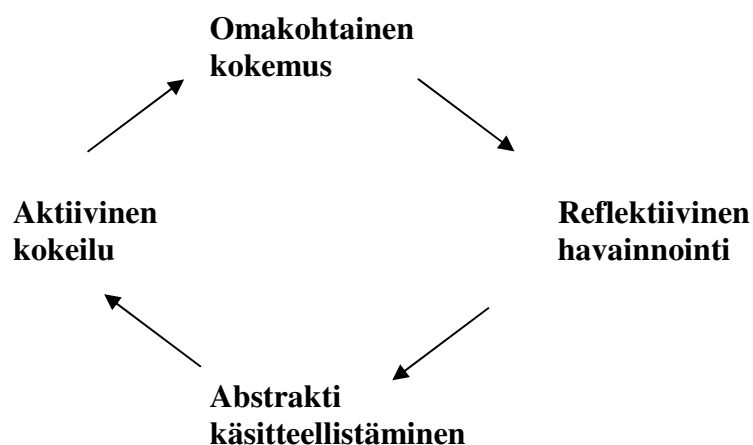 Omakohtainen
kokemus
Aktiivinen
kokeilu
Reflektiivinen
havainnointi
Abstrakti
käsitteellistäminen